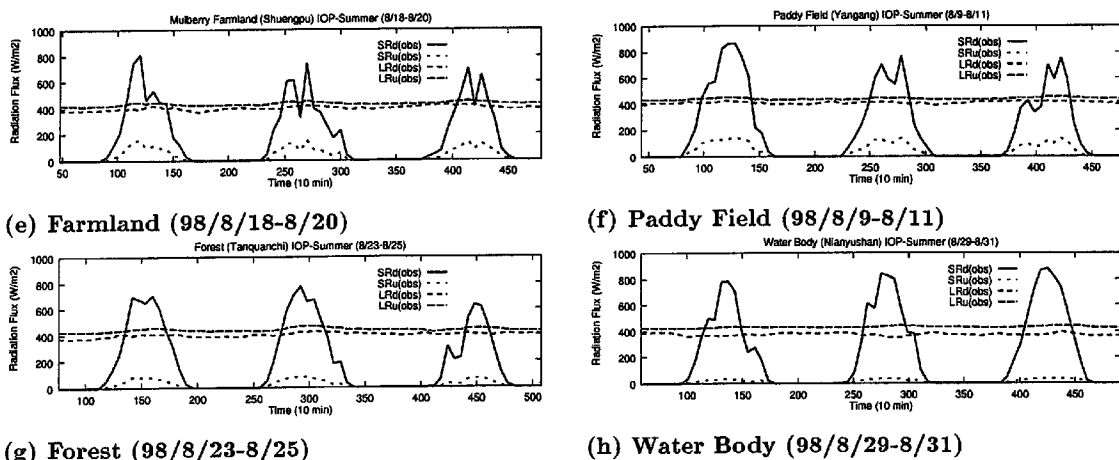 Mulberry Farmland (Shuengpu) IOP-Summer (8/18-8/20)
Radiation Flux (W/m2)
1000
800
600
400
200
0
SRd(obs)
SRu(obs)
LRd(obs)
LRu(obs)
50 100 150 200 250 300 350 400 450
Time (10 min)
(e) Farmland (98/8/18-8/20)
Paddy Field (Yangang) IOP-Summer (8/9-8/11)
Radiation Flux (W/m2)
1000
800
600
400
200
0
SRd(obs)
SRu(obs)
LRd(obs)
LRu(obs)
50 100 150 200 250 300 350 400 450
Time (10 min)
(f) Paddy Field (98/8/9-8/11)
Forest (Tanquanchi) IOP-Summer (8/23-8/25)
Radiation Flux (W/m2)
1000
800
600
400
200
0
SRd(obs)
SRu(obs)
LRd(obs)
LRu(obs)
100 150 200 250 300 350 400 450 500
Time (10 min)
(g) Forest (98/8/23-8/25)
Water Body (Nianyushan) IOP-Summer (8/29-8/31)
Radiation Flux (W/m2)
1000
800
600
400
200
0
SRd(obs)
SRu(obs)
LRd(obs)
LRu(obs)
100 150 200 250 300 350 400 450
Time (10 min)
(h) Water Body (98/8/29-8/31)